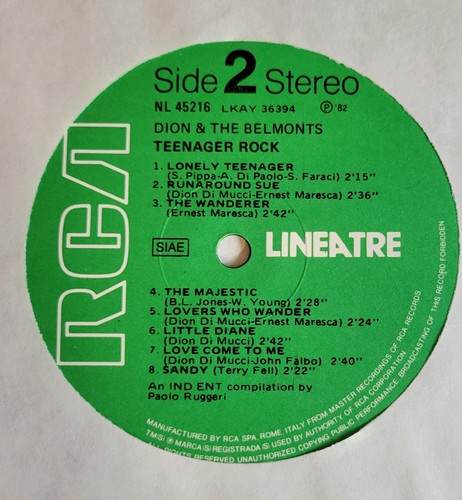 Side 2 Stereo
NL 45216 LKAY 36394 Ⓟ '82
DION & THE BELMONTS
TEENAGER ROCK
1. LONELY TEENAGER
(S. Pippa-A. Di Paolo-S. Faraci) 2'15"
2. RUNAROUND SUE
(Dion Di Mucci-Ernest Maresca) 2'36"
3. THE WANDERER
(Ernest Maresca) 2'42"
RCA
SIAE
LINEATRE
4. THE MAJESTIC
(B.L. Jones-W. Young) 2'28"
5. LOVERS WHO WANDER
(Dion Di Mucci-Ernest Maresca) 2'24"
6. LITTLE DIANE
(Dion Di Mucci) 2'42"
7. LOVE COME TO ME
(Dion Di Mucci-John Falbo) 2'40"
8. SANDY (Terry Fell) 2'22"
An IND ENT compilation by
Paolo Ruggeri
MANUFACTURED BY RCA SPA, ROME, ITALY FROM MASTER RECORDINGS OF RCA RECORDS
TM(S) ® MARCA(S) REGISTRADA(S) USED BY AUTHORITY OF RCA CORPORATION
ALL RIGHTS RESERVED UNAUTHORIZED COPYING PUBLIC PERFORMANCE, BROADCASTING OF THIS RECORD FORBIDDEN